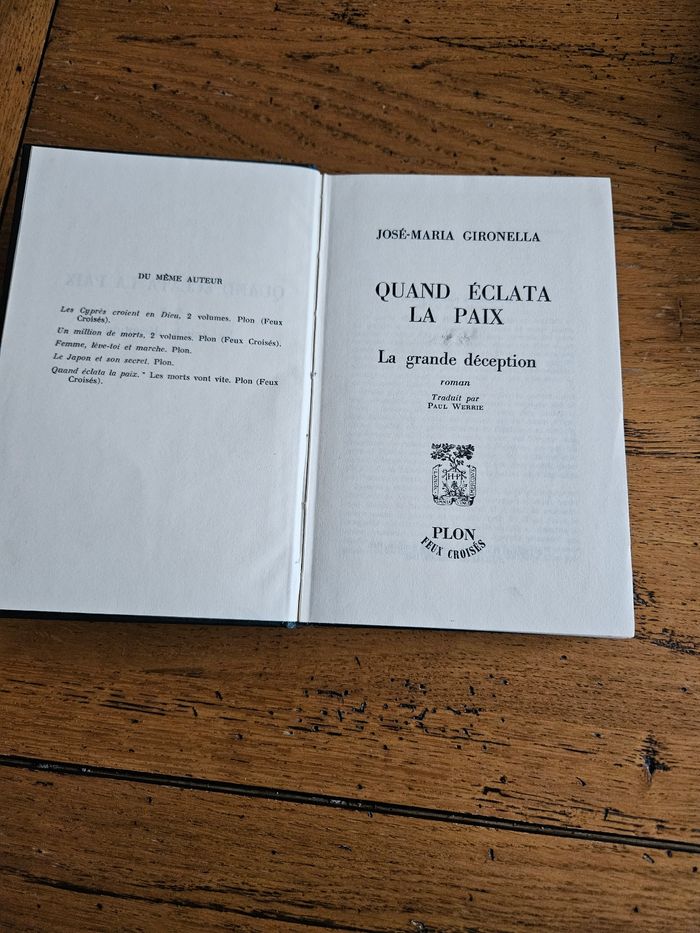 DU MÊME AUTEUR
Les Cyprès croient en Dieu, 2 volumes. Plon (Feux
Croisés).
Un million de morts, 2 volumes. Plon (Feux Croisés).
Femme, lève-toi et marche. Plon.
Le Japon et son secret. Plon.
Quand éclata la paix. * Les morts vont vite. Plon (Feux
Croisés).
JOSÉ-MARIA GIRONELLA
QUAND ÉCLATA
LA PAIX
**
La grande déception
roman
Traduit par
PAUL WERRIE
PLON
FEUX CROISÉS